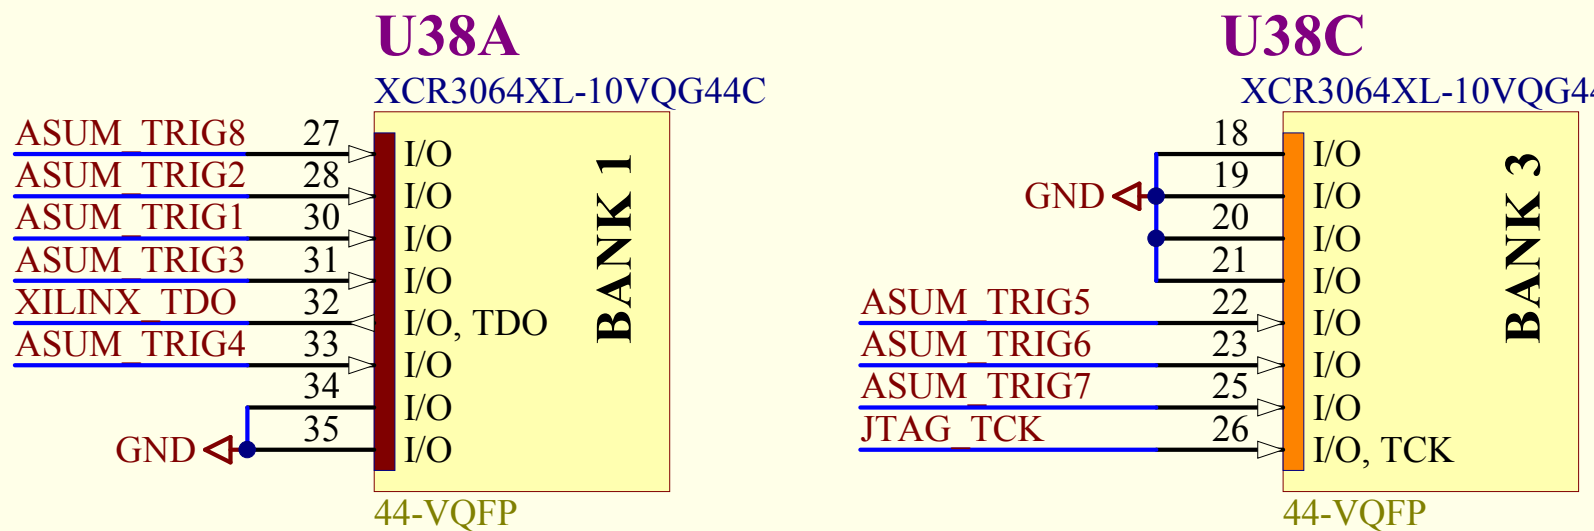 U38A
XCR3064XL-10VQG44C
ASUM_TRIG8 27 I/O
ASUM_TRIG2 28 I/O
ASUM_TRIG1 30 I/O
ASUM_TRIG3 31 I/O
XILINX_TDO 32 I/O, TDO
ASUM_TRIG4 33 I/O
34 I/O
GND 35 I/O
BANK 1
44-VQFP
U38C
XCR3064XL-10VQG44
18 I/O
GND 19 I/O
20 I/O
21 I/O
ASUM_TRIG5 22 I/O
ASUM_TRIG6 23 I/O
ASUM_TRIG7 25 I/O
JTAG_TCK 26 I/O, TCK
BANK 3
44-VQFP